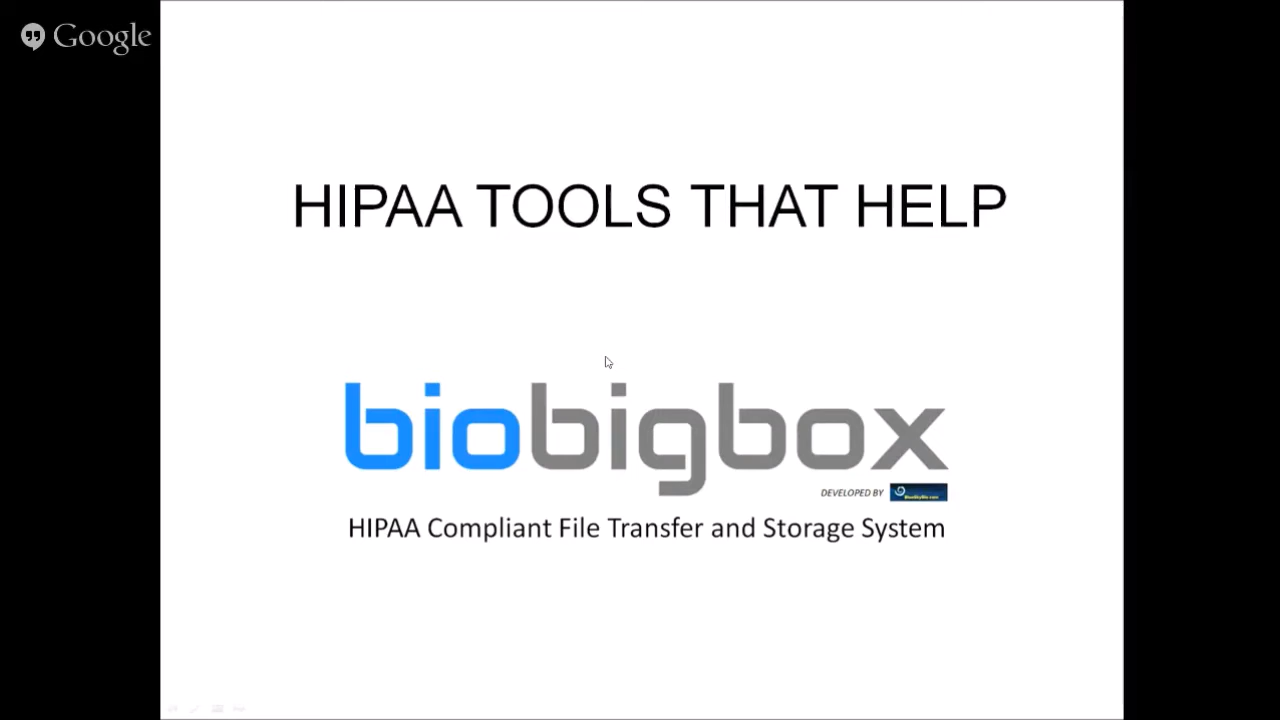 Google
HIPAA TOOLS THAT HELP
biobigbox
DEVELOPED BY
HIPAA Compliant File Transfer and Storage System